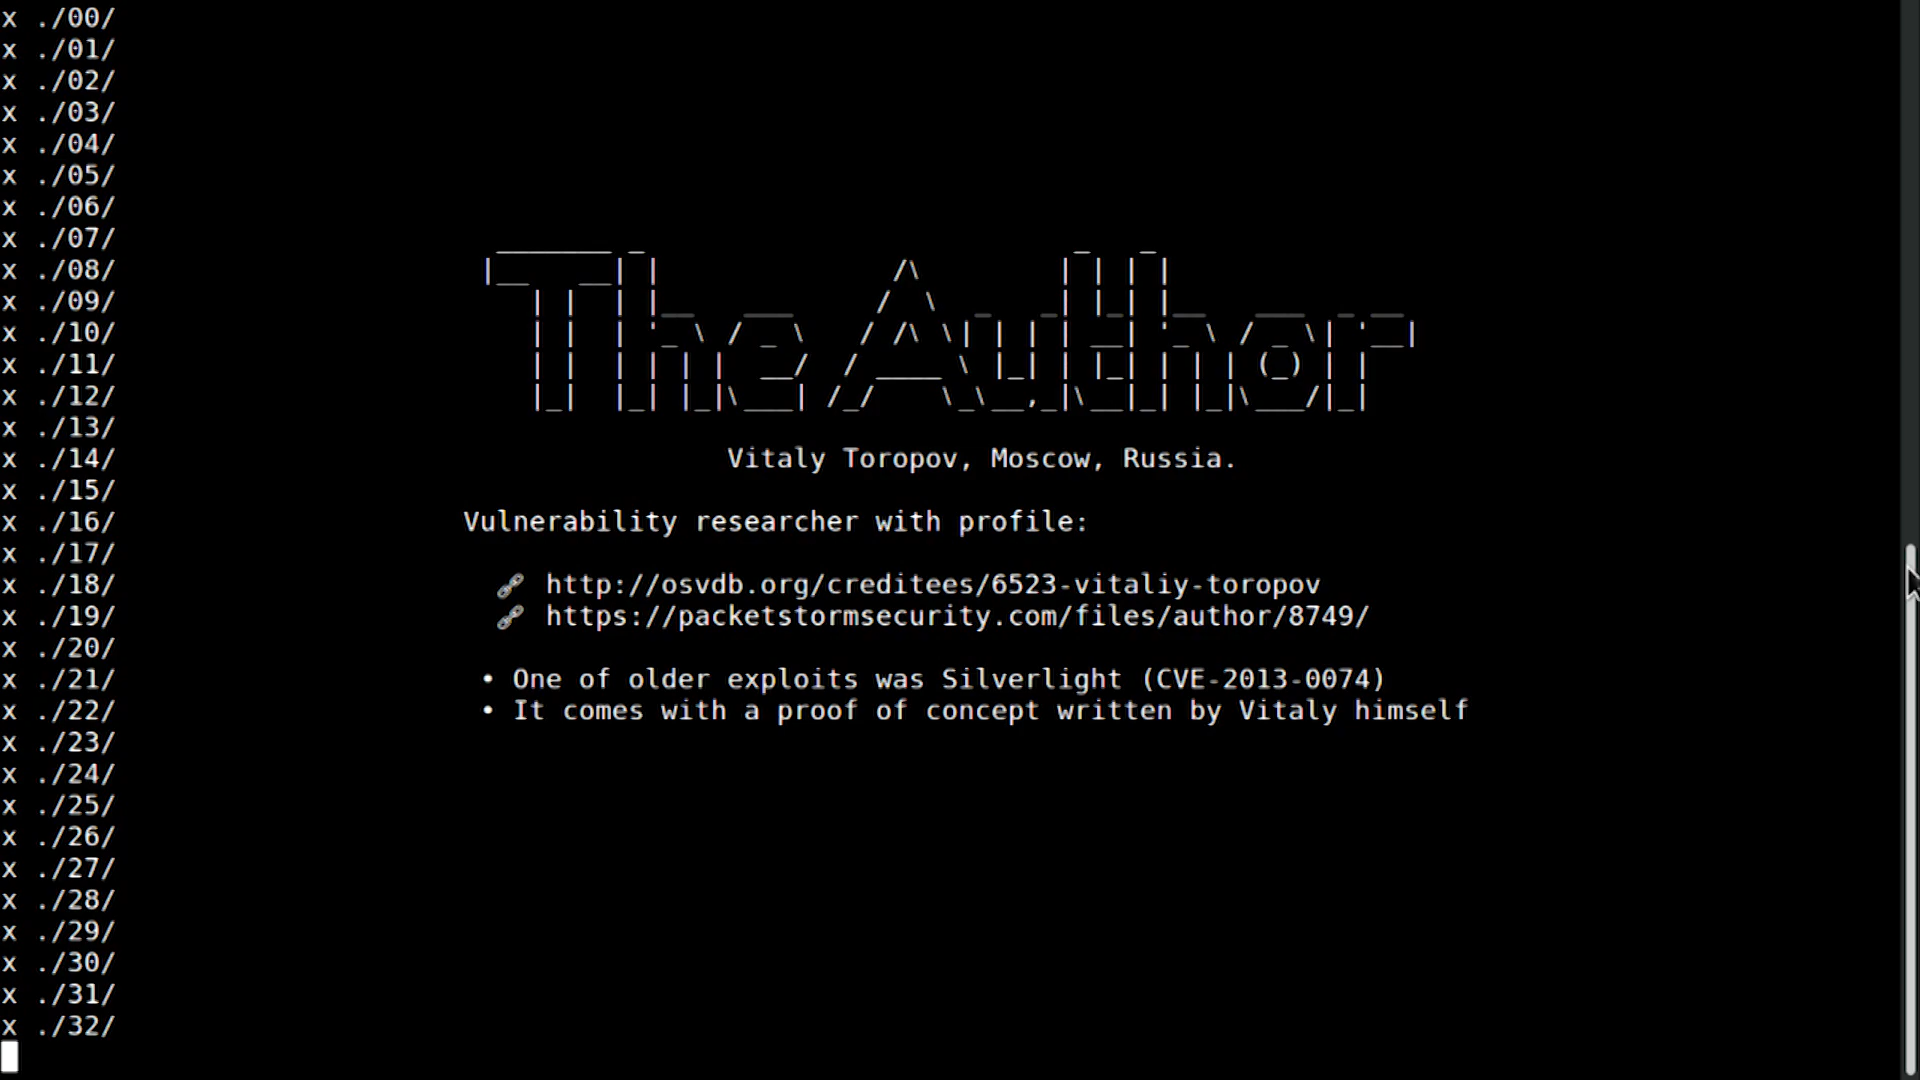 x ./00/
x ./01/
x ./02/
x ./03/
x ./04/
x ./05/
x ./06/
x ./07/
x ./08/
x ./09/
x ./10/
x ./11/
x ./12/
x ./13/
x ./14/
x ./15/
x ./16/
x ./17/
x ./18/
x ./19/
x ./20/
x ./21/
x ./22/
x ./23/
x ./24/
x ./25/
x ./26/
x ./27/
x ./28/
x ./29/
x ./30/
x ./31/
x ./32/
The Author
Vitaly Toropov, Moscow, Russia.
Vulnerability researcher with profile:
http://osvdb.org/creditees/6523-vitaliy-toropov
https://packetstormsecurity.com/files/author/8749/
• One of older exploits was Silverlight (CVE-2013-0074)
• It comes with a proof of concept written by Vitaly himself